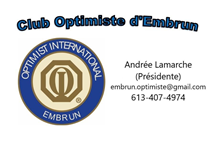 Club Optimiste d'Embrun
OPTIMIST INTERNATIONAL
EMBRUN
Andrée Lamarche
(Présidente)
embrun.optimiste@gmail.com
613-407-4974